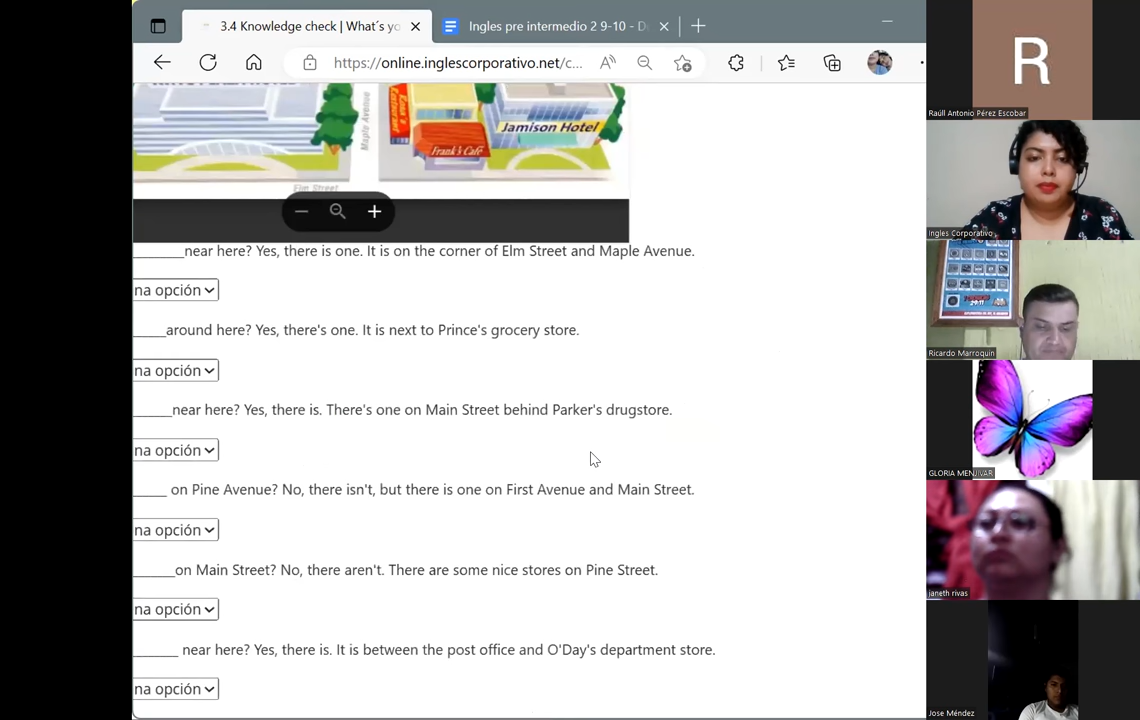 3.4 Knowledge check | What´s yo
Ingles pre intermedio 2 9-10 - D
https://online.inglescorporativo.net/c...
Maple Avenue
Restaurant
Frank's Café
Jamison Hotel
Elm Street
______near here? Yes, there is one. It is on the corner of Elm Street and Maple Avenue.
na opción
____around here? Yes, there's one. It is next to Prince's grocery store.
na opción
_____near here? Yes, there is. There's one on Main Street behind Parker's drugstore.
na opción
____ on Pine Avenue? No, there isn't, but there is one on First Avenue and Main Street.
na opción
_____on Main Street? No, there aren't. There are some nice stores on Pine Street.
na opción
_____ near here? Yes, there is. It is between the post office and O'Day's department store.
na opción
R
Raúll Antonio Pérez Escobar
Ingles Corporativo
Ricardo Marroquin
GLORIA MENJIVAR
janeth rivas
Jose Méndez